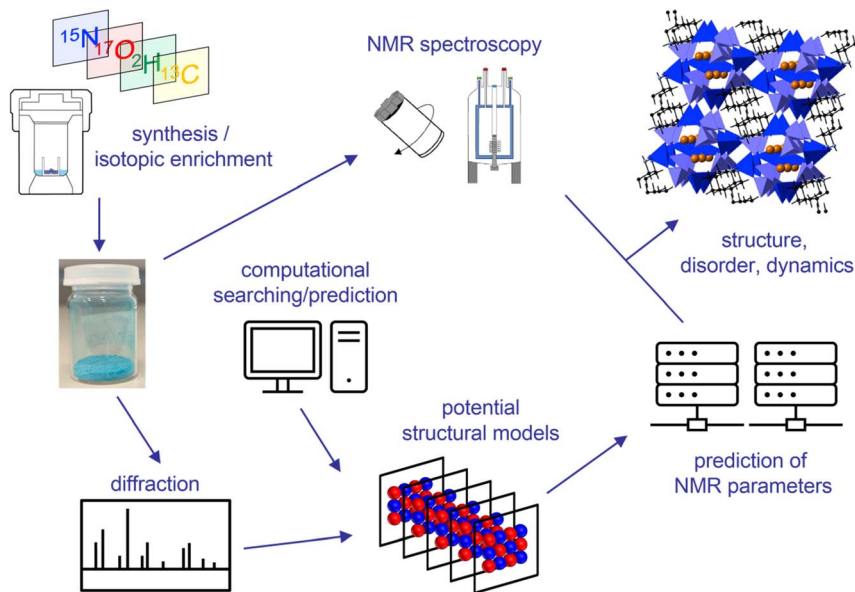 ¹⁵N
¹⁷O
²H
¹³C
synthesis /
isotopic enrichment
NMR spectroscopy
structure,
disorder, dynamics
computational
searching/prediction
potential
structural models
prediction of
NMR parameters
diffraction